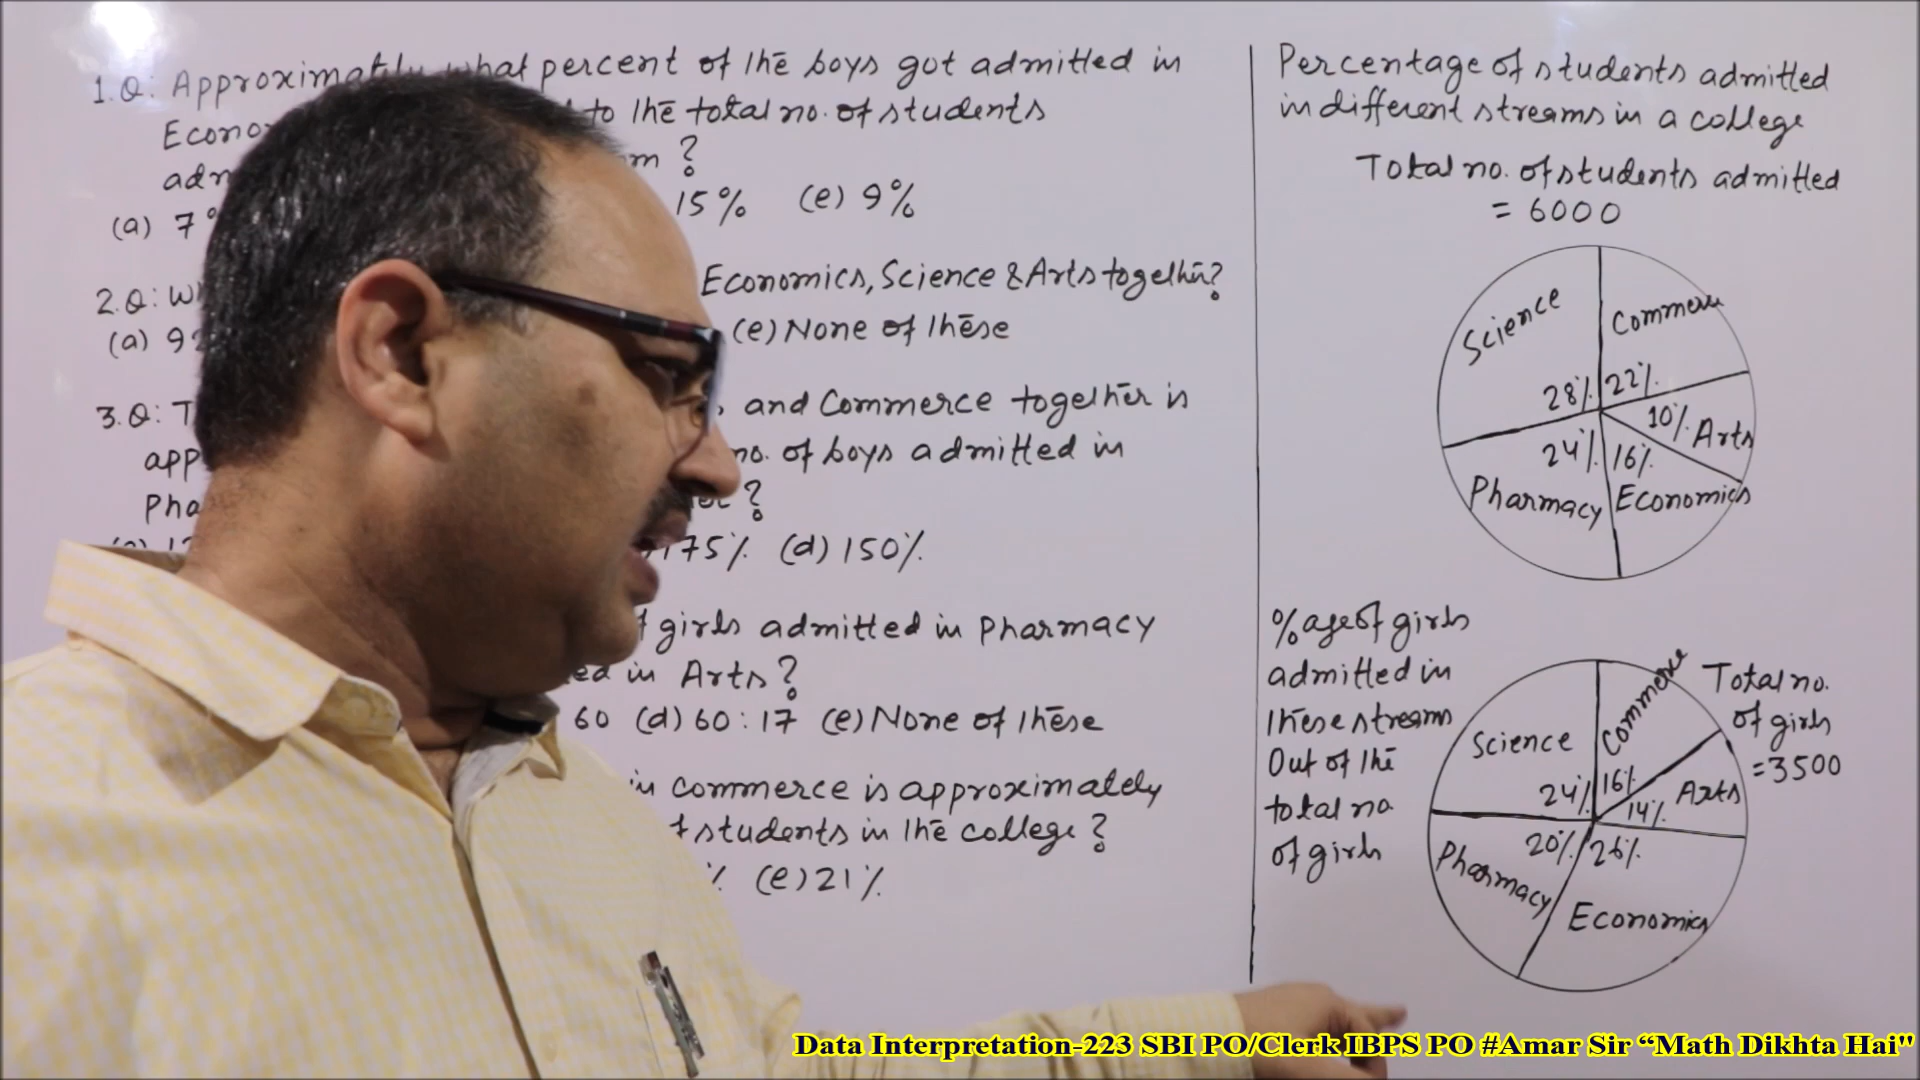 1.Q: Approximately what percent of the boys got admitted in
Econo to the total no. of students
adm m ?
(a) 7% 15% (e) 9%
2.Q: Economics, Science & Arts together?
(a) 92 (e) None of these
3.Q: T and Commerce together is
app no. of boys admitted in
Pha ?
175% (d) 150%
girls admitted in Pharmacy
ed in Arts ?
60 (d) 60:17 (e) None of these
in commerce is approximately
students in the college ?
% (e) 21%
Percentage of students admitted
in different streams in a college
Total no. of students admitted
= 6000
Science
Commerce
28% 22%
10% Arts
24% 16%
Pharmacy Economics
%age of girls
admitted in
these streams
Out of the
total no.
of girls
Science
Commerce
24% 16%
14% Arts
20% 26%
Pharmacy
Economics
Total no.
of girls
=3500
Data Interpretation-223 SBI PO/Clerk IBPS PO #Amar Sir “Math Dikhta Hai"